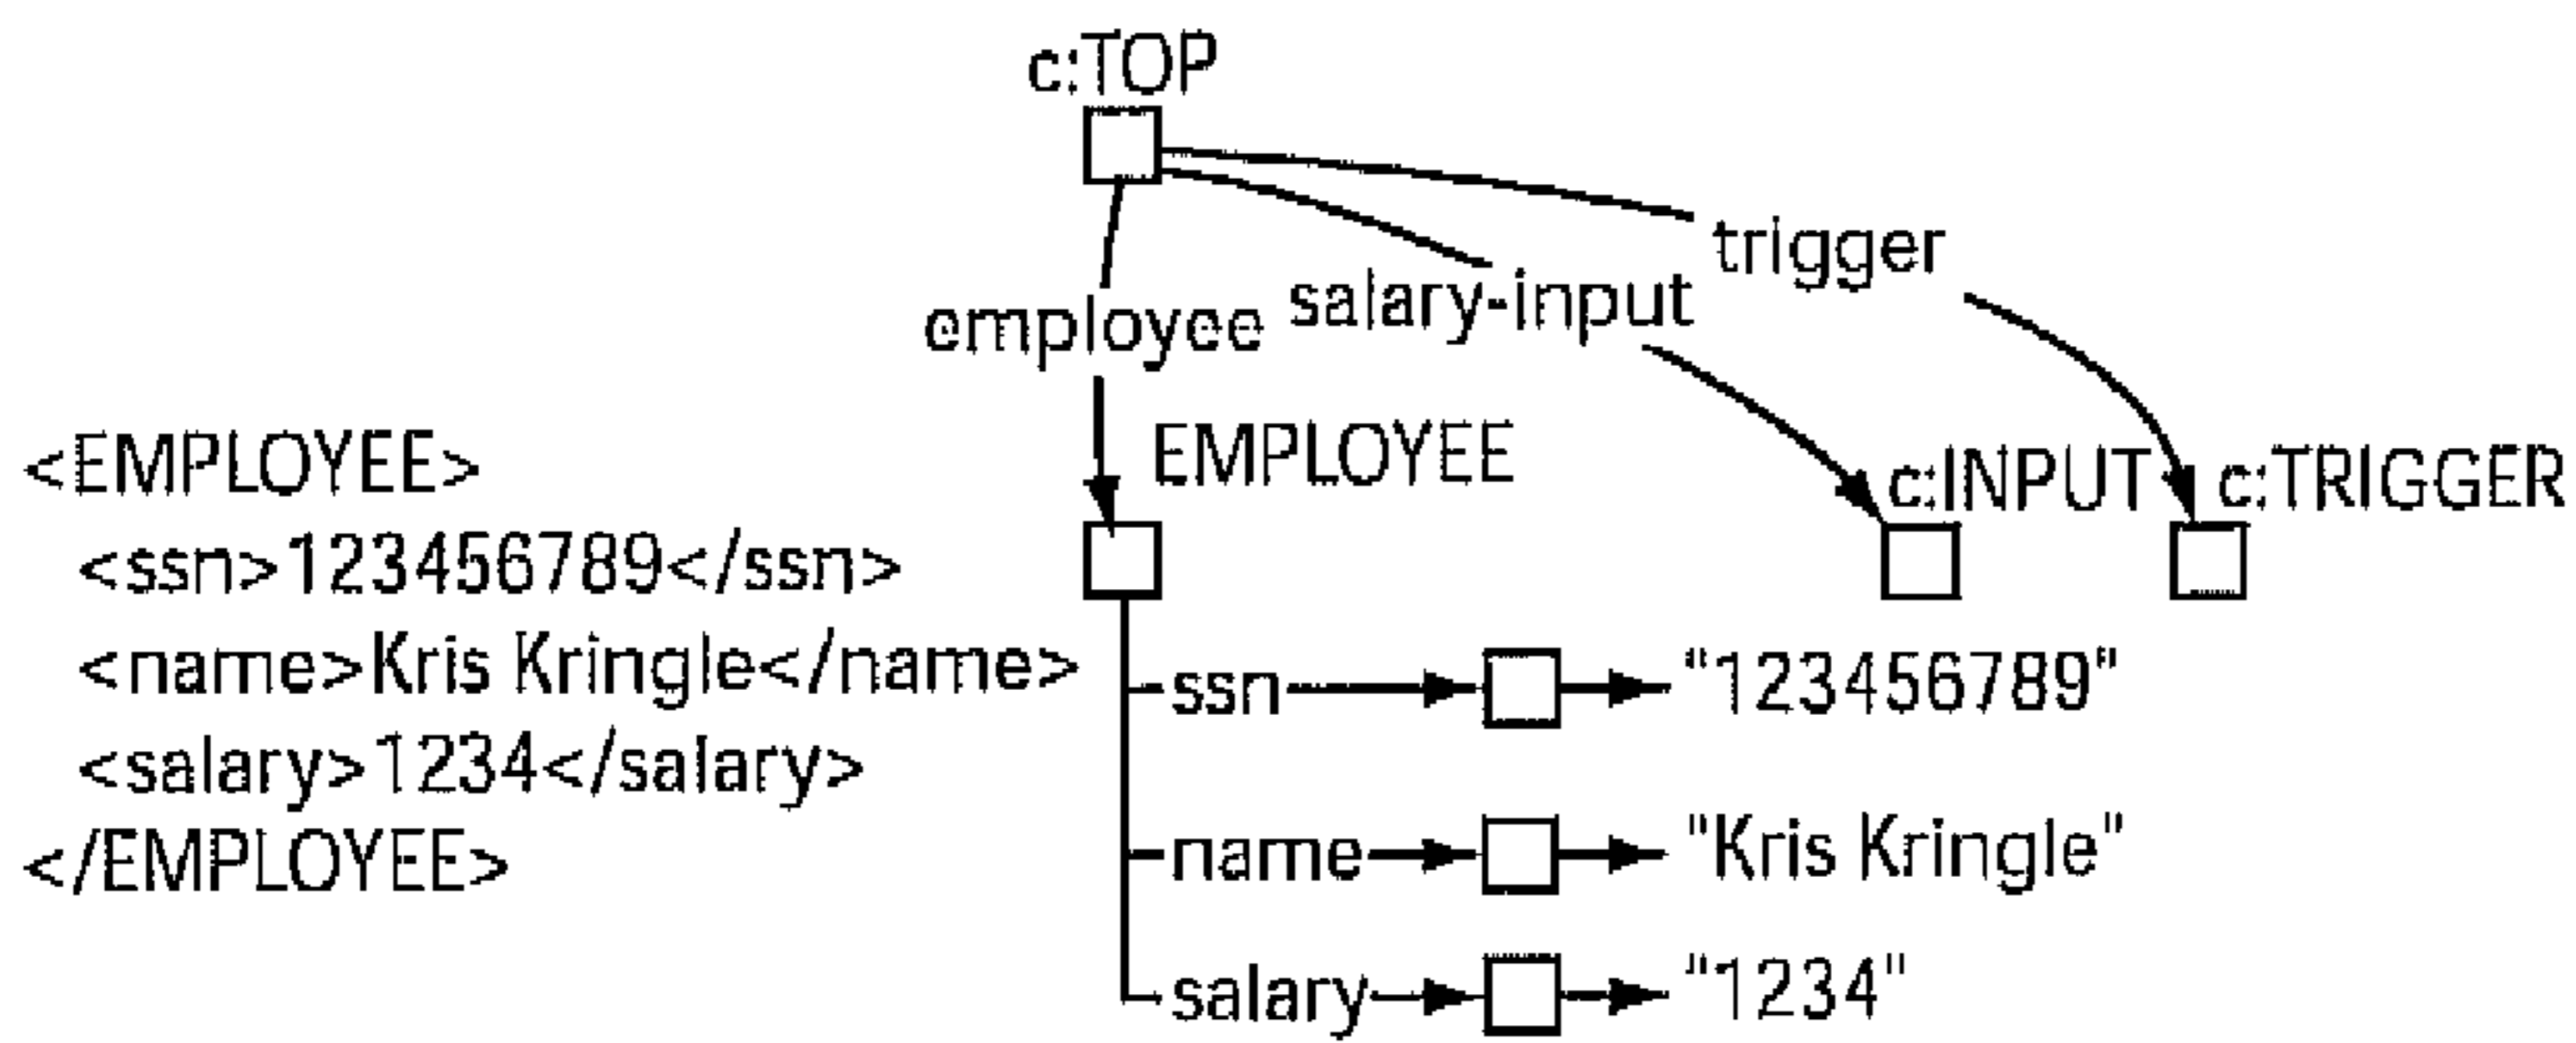 c:TOP
trigger
salary-input
employee
<EMPLOYEE>
<ssn>123456789</ssn>
<name>Kris Kringle</name>
<salary>1234</salary>
</EMPLOYEE>
EMPLOYEE
c:INPUT
c:TRIGGER
ssn "123456789"
name "Kris Kringle"
salary "1234"